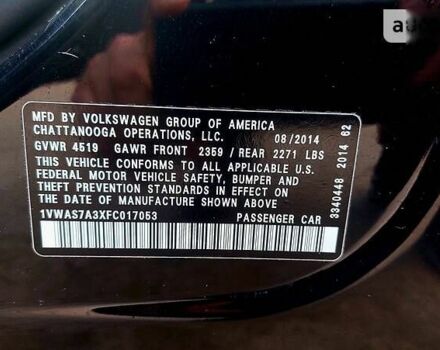 MFD BY VOLKSWAGEN GROUP OF AMERICA
CHATTANOOGA OPERATIONS, LLC. 08/2014
GVWR 4519 GAWR FRONT 2359 / REAR 2271 LBS
THIS VEHICLE CONFORMS TO ALL APPLICABLE U.S.
FEDERAL MOTOR VEHICLE SAFETY, BUMPER, AND
THEFT PREVENTION STANDARDS IN EFFECT ON
THE DATE OF MANUFACTURE SHOWN ABOVE
1VWAS7A3XFC017053 PASSENGER CAR
3340448 2014 62